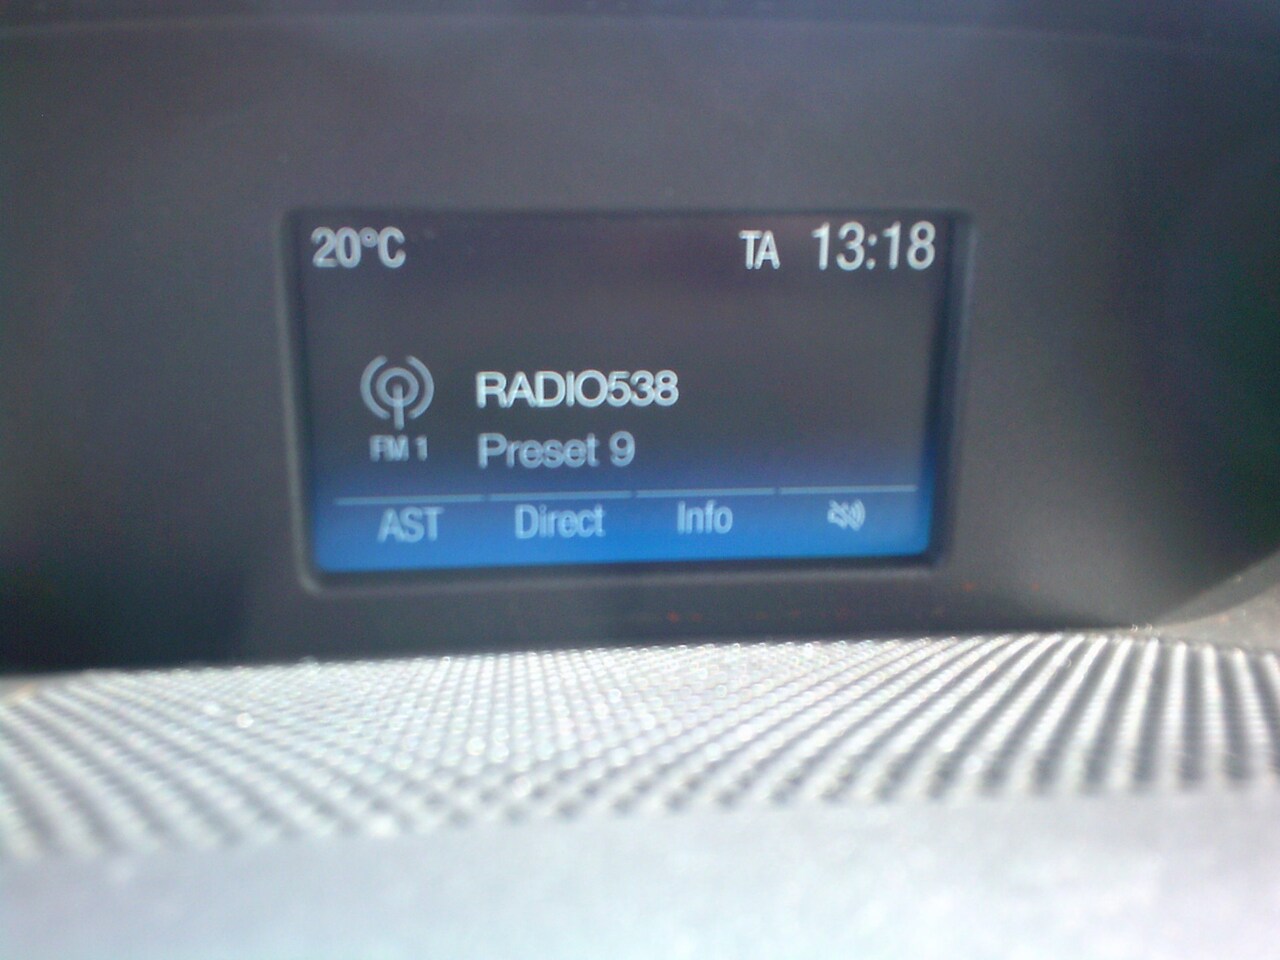 20°C TA 13:18
RADIO538
FM 1 Preset 9
AST Direct Info